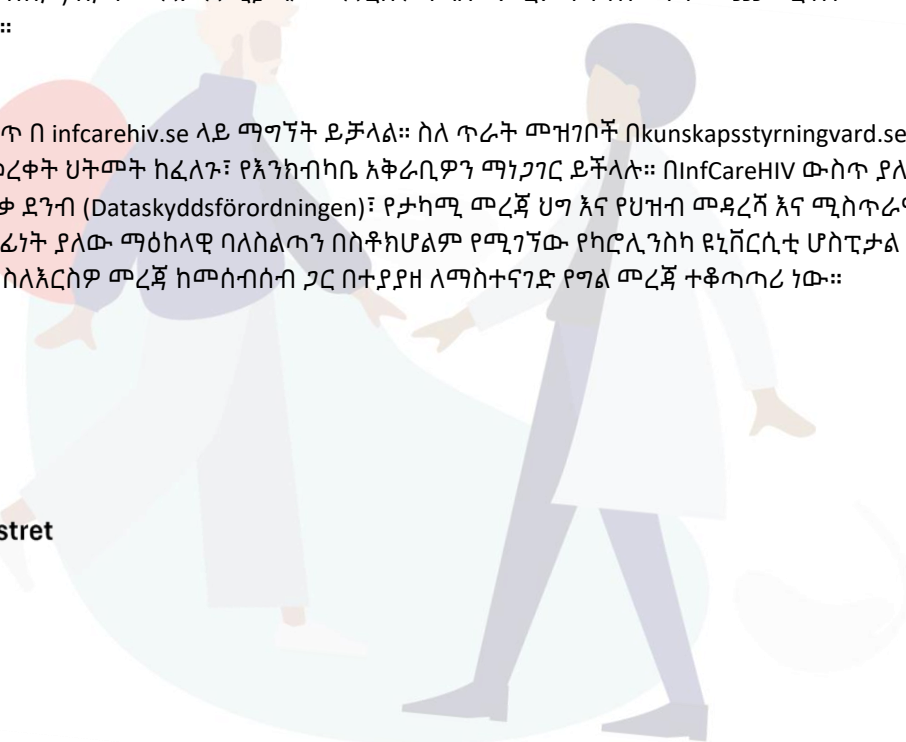 ።
ጥ በ infcarehiv.se ላይ ማግኘት ይቻላል። ስለ ጥራት መዝገቦች በkunskapsstyrningvard.se
ረቀት ህትመት ከፈለጉ፣ የእንክብካቤ አቅራቢዎን ማነጋገር ይችላሉ። በInfCareHIV ውስጥ ያለ
ቃ ደንብ (Dataskyddsförordningen)፣ የታካሚ መረጃ ህግ እና የህዝብ መዳረሻ እና ሚስጥራዊ
ፊነት ያለው ማዕከላዊ ባለስልጣን በስቶክሆልም የሚገኘው የካሮሊንስካ ዩኒቨርሲቲ ሆስፒታል
ስለእርስዎ መረጃ ከመሰብሰብ ጋር በተያያዘ ለማስተናገድ የግል መረጃ ተቆጣጣሪ ነው።
stret